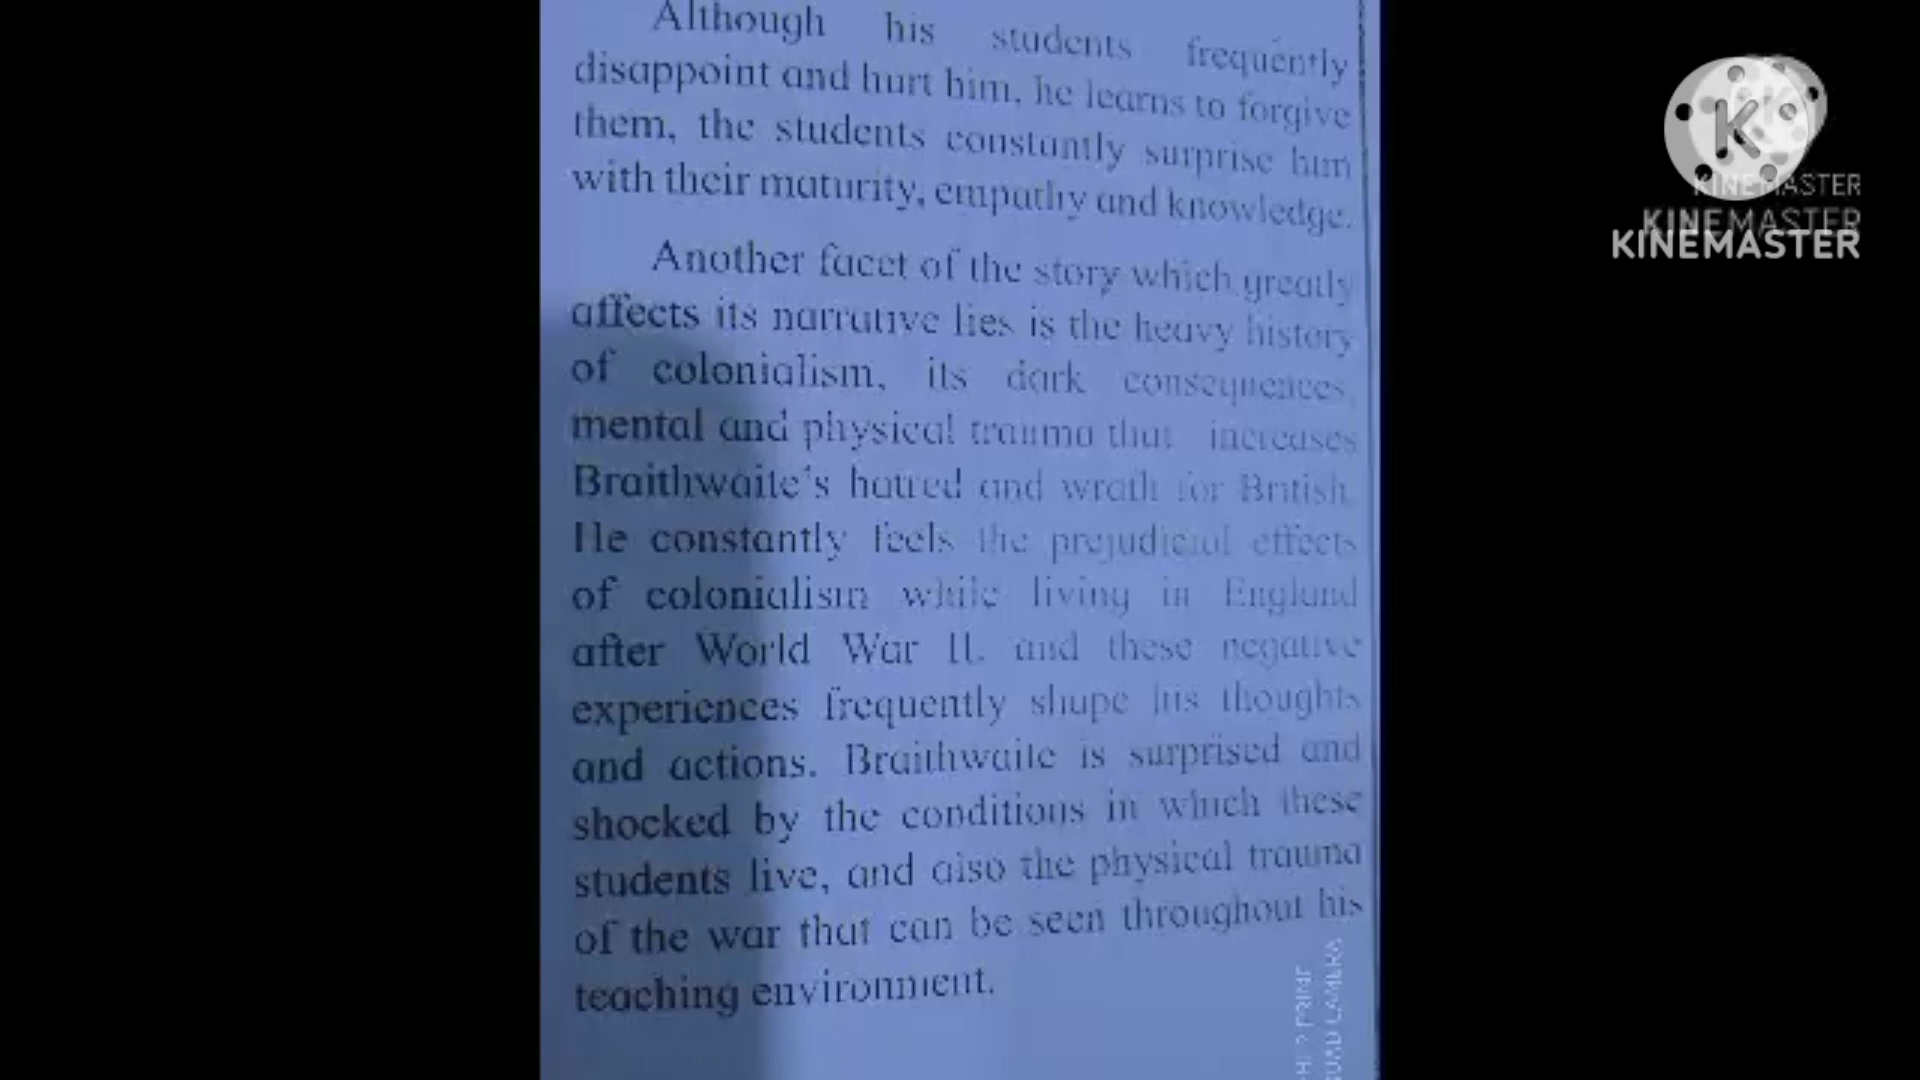 Although his students frequently
disappoint and hurt him, he learns to forgive
them, the students constantly surprise him
with their maturity, empathy and knowledge.
Another facet of the story which greatly
affects its narrative lies is the heavy history
of colonialism, its dark consequences,
mental and physical trauma that increases
Braithwaite's hatred and wrath for British.
He constantly feels the prejudicial effects
of colonialism while living in England
after World War II. and these negative
experiences frequently shape his thoughts
and actions. Braithwaite is surprised and
shocked by the conditions in which these
students live, and also the physical trauma
of the war that can be seen throughout his
teaching environment.
K
KINEMASTER
KINEMASTER
KINEMASTER
PRIME
QUAD CAMERA